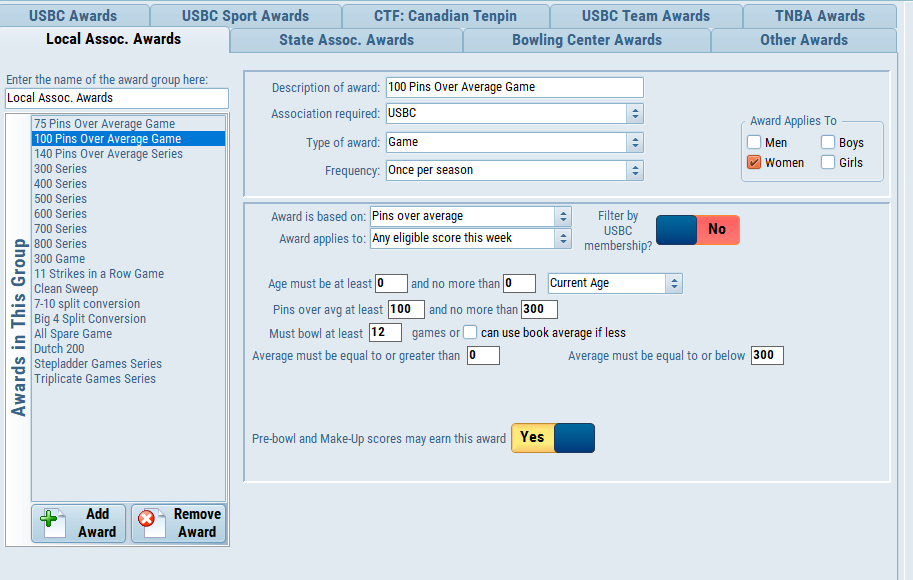 USBC Awards
USBC Sport Awards
CTF: Canadian Tenpin
USBC Team Awards
TNBA Awards
Local Assoc. Awards
State Assoc. Awards
Bowling Center Awards
Other Awards
Enter the name of the award group here:
Local Assoc. Awards
Awards in This Group
75 Pins Over Average Game
100 Pins Over Average Game
140 Pins Over Average Series
300 Series
400 Series
500 Series
600 Series
700 Series
800 Series
300 Game
11 Strikes in a Row Game
Clean Sweep
7-10 split conversion
Big 4 Split Conversion
All Spare Game
Dutch 200
Stepladder Games Series
Triplicate Games Series
Add
Award
Remove
Award
Description of award: 100 Pins Over Average Game
Association required: USBC
Type of award: Game
Frequency: Once per season
Award Applies To
Men Boys
Women Girls
Award is based on: Pins over average
Award applies to: Any eligible score this week
Filter by
USBC
membership?
No
Age must be at least 0 and no more than 0 Current Age
Pins over avg at least 100 and no more than 300
Must bowl at least 12 games or can use book average if less
Average must be equal to or greater than 0 Average must be equal to or below 300
Pre-bowl and Make-Up scores may earn this award Yes